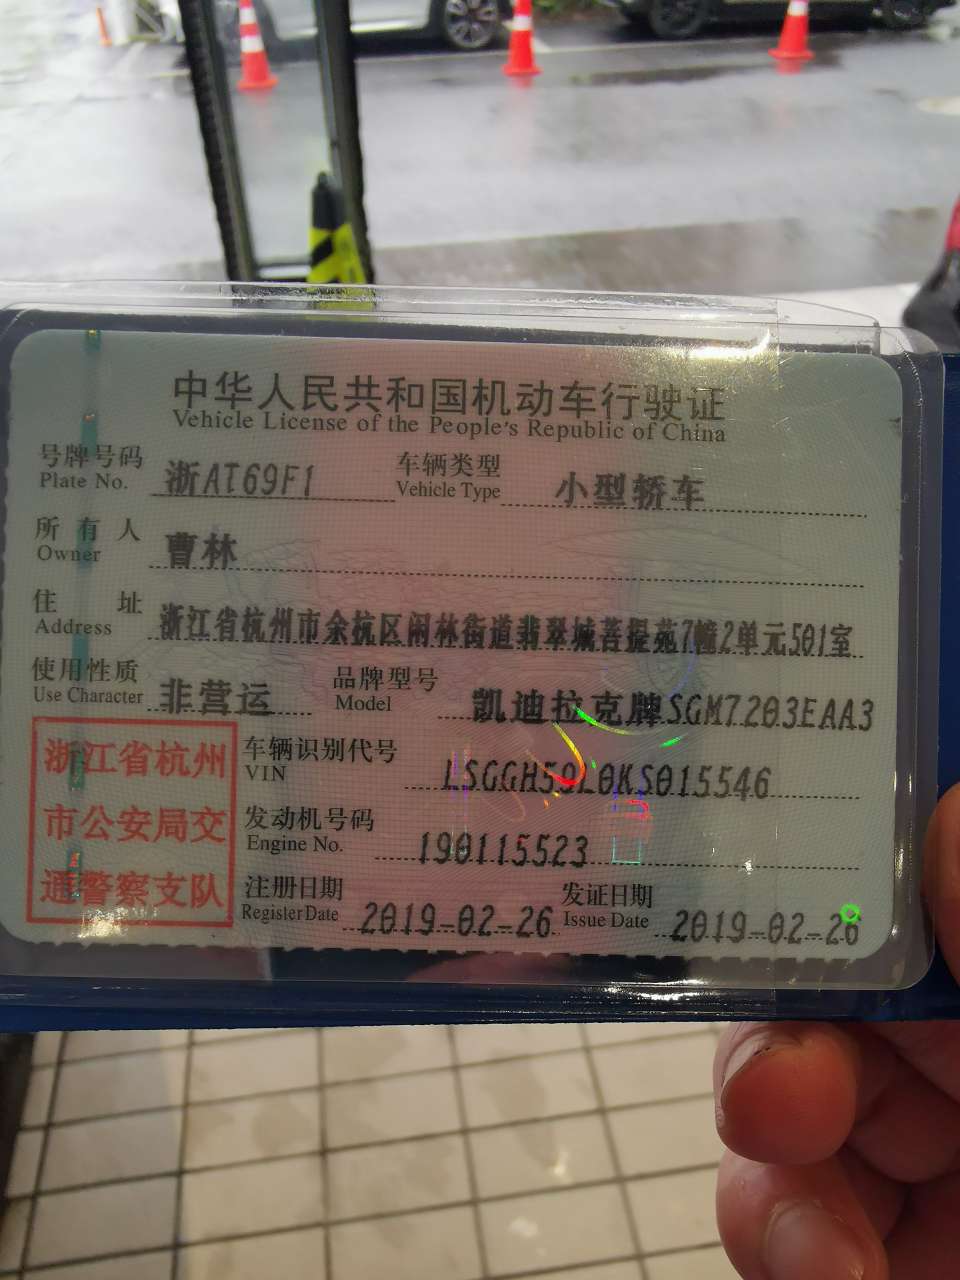 中华人民共和国机动车行驶证
Vehicle License of the People's Republic of China
号牌号码 浙AT69F1 车辆类型 小型轿车
Plate No. Vehicle Type
所有人 曹林
Owner
住址 浙江省杭州市余杭区闲林街道翡翠城菩提苑7幢2单元501室
Address
使用性质 非营运 品牌型号 凯迪拉克牌SGM7203EAA3
Use Character Model
浙江省杭州
市公安局交
通警察支队
车辆识别代号 LSGGH59L0KS015546
VIN
发动机号码 190115523
Engine No.
注册日期 2019-02-26 发证日期 2019-02-26
Register Date Issue Date